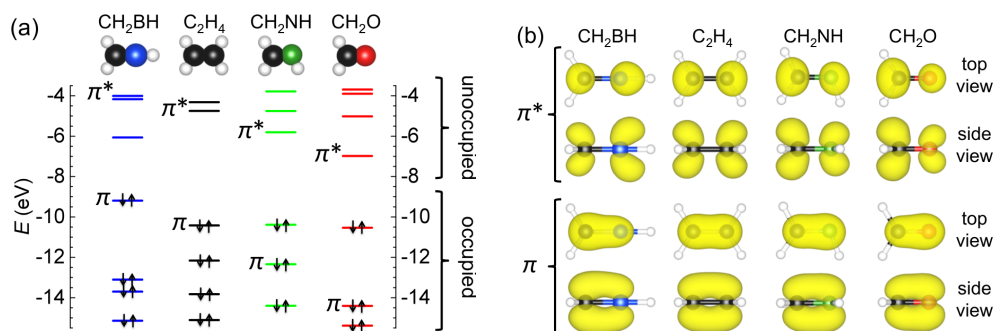 (a)
CH2BH C2H4 CH2NH CH2O
E (eV)
-4
-6
-8
-10
-12
-14
π*
π
π*
π
π*
π
π*
π
-4
-6
-8
-10
-12
-14
unoccupied
occupied
(b)
CH2BH C2H4 CH2NH CH2O
π*
top view
side view
π
top view
side view